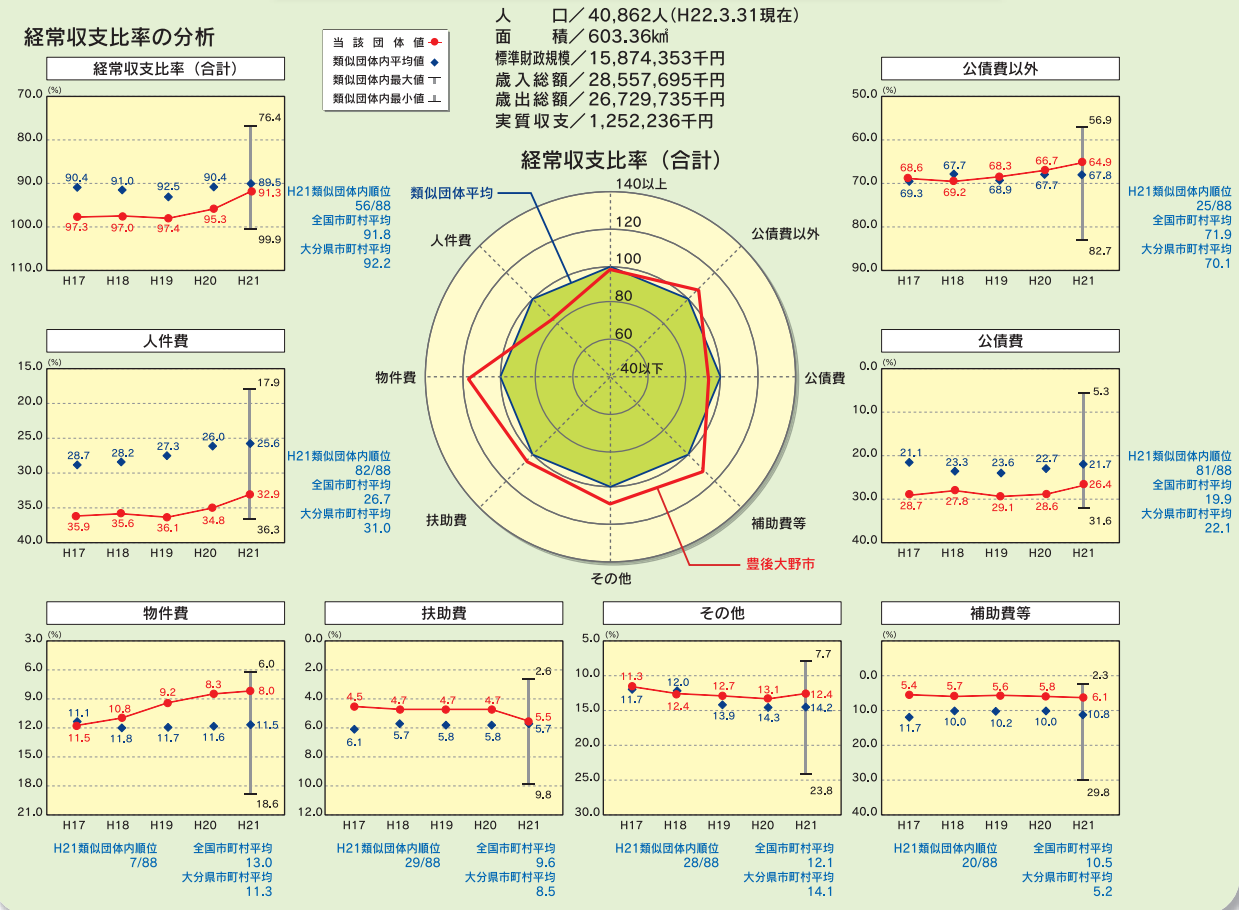 経常収支比率の分析
当該団体値
類似団体内平均値
類似団体内最大値
類似団体内最小値
人 口／40,862人(H22.3.31現在)
面 積／603.36㎢
標準財政規模／15,874,353千円
歳入総額／28,557,695千円
歳出総額／26,729,735千円
実質収支／1,252,236千円
経常収支比率（合計）
(%)
70.0
80.0
90.0
100.0
110.0
90.4
91.0
92.5
90.4
89.5
97.3
97.0
97.4
95.3
91.3
76.4
99.9
H17
H18
H19
H20
H21
H21類似団体内順位
56/88
全国市町村平均
91.8
大分県市町村平均
92.2
経常収支比率（合計）
類似団体平均
140以上
120
100
80
60
40以下
公債費以外
公債費
補助費等
その他
扶助費
物件費
人件費
豊後大野市
公債費以外
(%)
50.0
60.0
70.0
80.0
90.0
68.6
67.7
68.3
66.7
64.9
69.3
69.2
68.9
67.7
67.8
56.9
82.7
H17
H18
H19
H20
H21
H21類似団体内順位
25/88
全国市町村平均
71.9
大分県市町村平均
70.1
人件費
(%)
15.0
20.0
25.0
30.0
35.0
40.0
28.7
28.2
27.3
26.0
25.6
35.9
35.6
36.1
34.8
32.9
17.9
36.3
H17
H18
H19
H20
H21
H21類似団体内順位
82/88
全国市町村平均
26.7
大分県市町村平均
31.0
公債費
(%)
0.0
10.0
20.0
30.0
40.0
21.1
23.3
23.6
22.7
21.7
28.7
27.8
29.1
28.6
26.4
5.3
31.6
H17
H18
H19
H20
H21
H21類似団体内順位
81/88
全国市町村平均
19.9
大分県市町村平均
22.1
物件費
(%)
3.0
6.0
9.0
12.0
15.0
18.0
21.0
11.1
10.8
9.2
8.3
8.0
11.5
11.8
11.7
11.6
11.5
6.0
18.6
H17
H18
H19
H20
H21
H21類似団体内順位
7/88
全国市町村平均
13.0
大分県市町村平均
11.3
扶助費
(%)
0.0
2.0
4.0
6.0
8.0
10.0
12.0
4.5
4.7
4.7
4.7
5.5
6.1
5.7
5.8
5.8
5.7
2.6
9.8
H17
H18
H19
H20
H21
H21類似団体内順位
29/88
全国市町村平均
9.6
大分県市町村平均
8.5
その他
(%)
5.0
10.0
15.0
20.0
25.0
30.0
11.3
12.0
12.7
13.1
12.4
11.7
12.4
13.9
14.3
14.2
7.7
23.8
H17
H18
H19
H20
H21
H21類似団体内順位
28/88
全国市町村平均
12.1
大分県市町村平均
14.1
補助費等
(%)
0.0
10.0
20.0
30.0
40.0
5.4
5.7
5.6
5.8
6.1
11.7
10.0
10.2
10.0
10.8
2.3
29.8
H17
H18
H19
H20
H21
H21類似団体内順位
20/88
全国市町村平均
10.5
大分県市町村平均
5.2